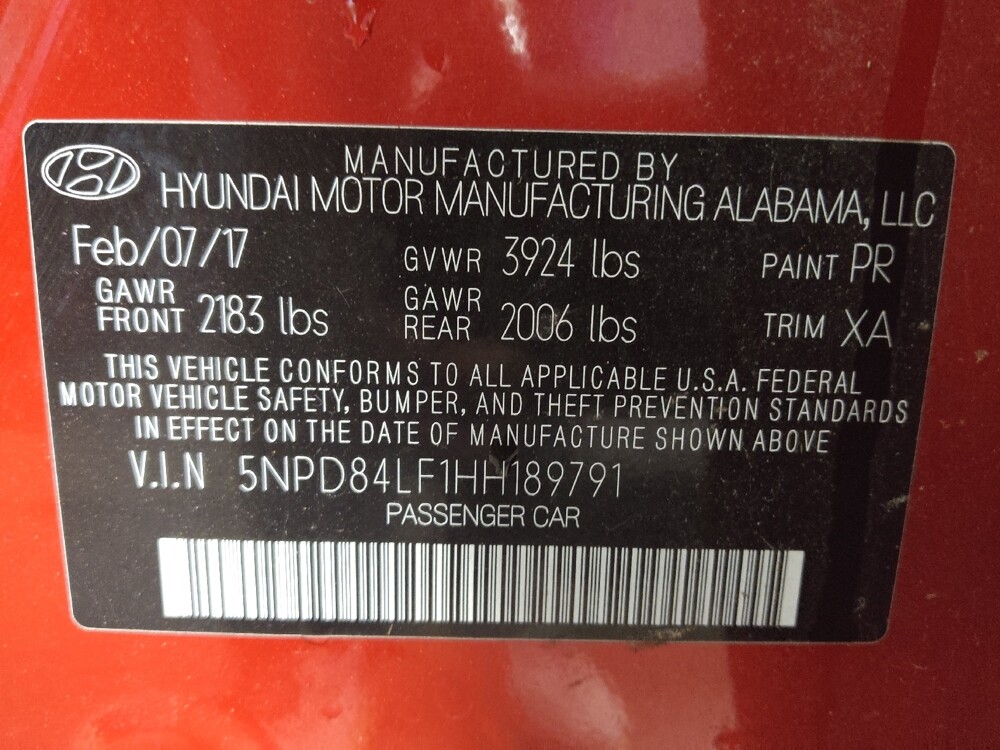 MANUFACTURED BY
HYUNDAI MOTOR MANUFACTURING ALABAMA, LLC
Feb/07/17 GVWR 3924 lbs PAINT PR
GAWR FRONT 2183 lbs GAWR REAR 2006 lbs TRIM XA
THIS VEHICLE CONFORMS TO ALL APPLICABLE U.S.A. FEDERAL
MOTOR VEHICLE SAFETY, BUMPER, AND THEFT PREVENTION STANDARDS
IN EFFECT ON THE DATE OF MANUFACTURE SHOWN ABOVE
V.I.N 5NPD84LF1HH189791
PASSENGER CAR